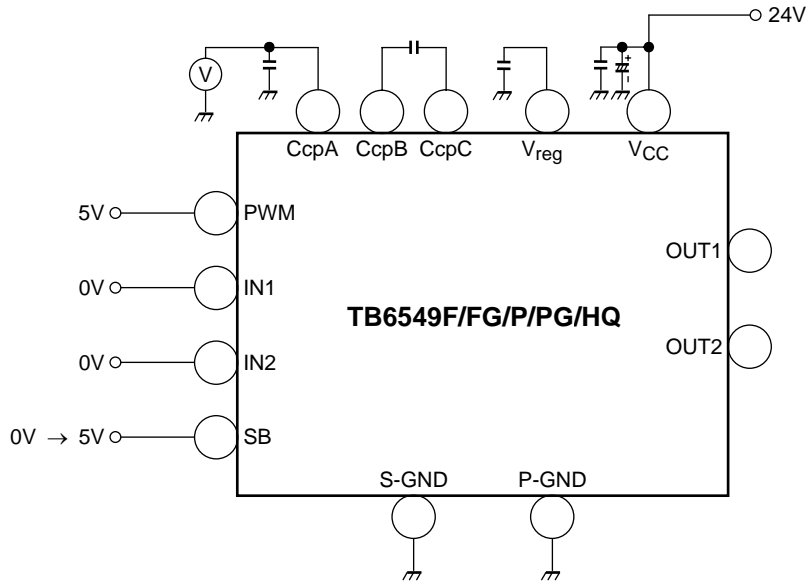 24V
V
+
−
CcpA CcpB CcpC Vreg VCC
5V PWM
OUT1
0V IN1
TB6549F/FG/P/PG/HQ
0V IN2
OUT2
0V → 5V SB
S-GND P-GND